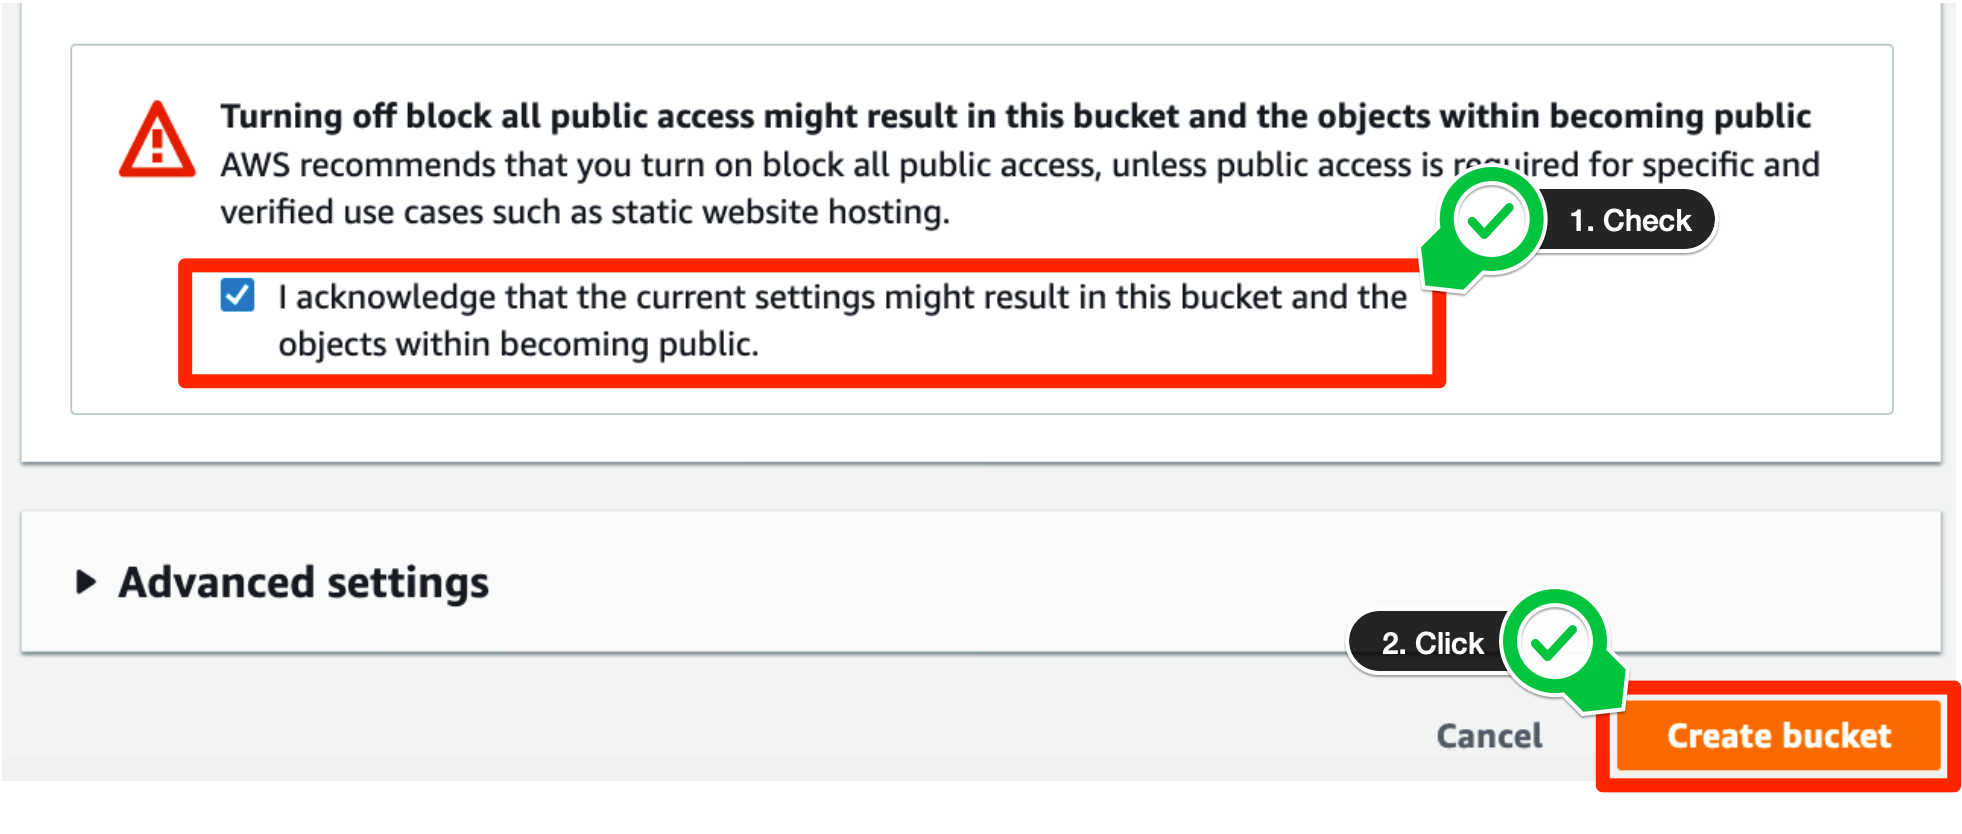 Turning off block all public access might result in this bucket and the objects within becoming public
AWS recommends that you turn on block all public access, unless public access is required for specific and
verified use cases such as static website hosting.
1. Check
I acknowledge that the current settings might result in this bucket and the
objects within becoming public.
Advanced settings
2. Click
Cancel
Create bucket